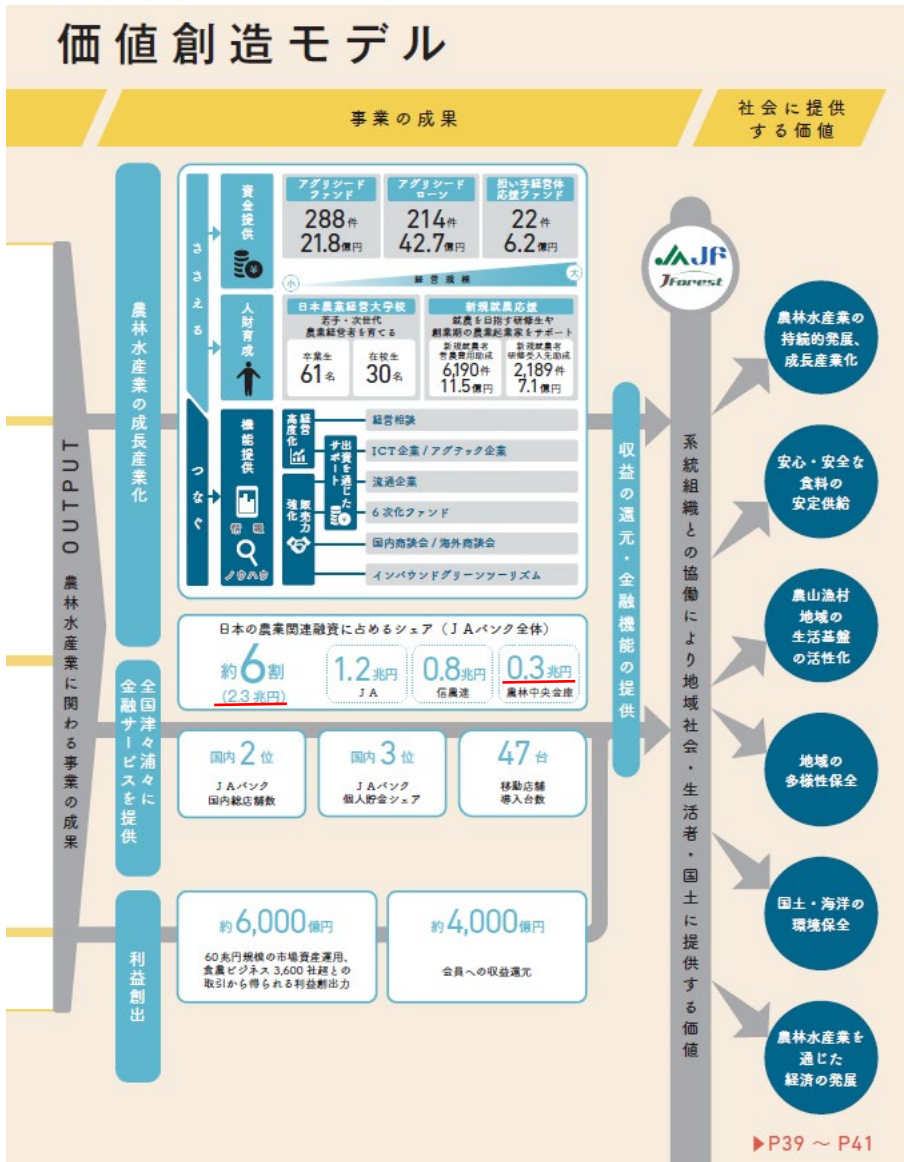 価値創造モデル
事業の成果
社会に提供
する価値
OUTPUT 農林水産業に関わる事業の成果
農林水産業の成長産業化
ささえる
資金提供
アグリシード
ファンド
288件
21.8億円
アグリシード
ローン
214件
42.7億円
担い手経営体
応援ファンド
22件
6.2億円
小
経営規模
大
人財育成
日本農業経営大学校
若手・次世代
農業経営者を育てる
卒業生
61名
在校生
30名
新規就農応援
就農を目指す研修生や
創業期の農業起業家をサポート
新規就農者
営農費用助成
6,190件
11.5億円
新規就農者
研修受入先助成
2,189件
7.1億円
つなぐ
機能提供
情報
ノウハウ
経営
高度化
販売力
強化
出資を通じた
サポート
経営相談
ICT企業/アグテック企業
流通企業
6次化ファンド
国内商談会/海外商談会
インバウンドグリーンツーリズム
全国津々浦々に
金融サービスを提供
日本の農業関連融資に占めるシェア(JAバンク全体)
約6割
(2.3兆円)
1.2兆円
JA
0.8兆円
信農連
0.3兆円
農林中央金庫
国内2位
JAバンク
国内総店舗数
国内3位
JAバンク
個人貯金シェア
47台
移動店舗
導入台数
利益創出
約6,000億円
60兆円規模の市場資産運用、
食農ビジネス3,600社超との
取引から得られる利益創出力
約4,000億円
会員への収益還元
収益の還元・金融機能の提供
JA JF
JForest
系統組織との協働により地域社会・生活者・国土に提供する価値
農林水産業の
持続的発展、
成長産業化
安心・安全な
食料の
安定供給
農山漁村
地域の
生活基盤
の活性化
地域の
多様性保全
国土・海洋の
環境保全
農林水産業を
通じた
経済の発展
▶P39 ～ P41